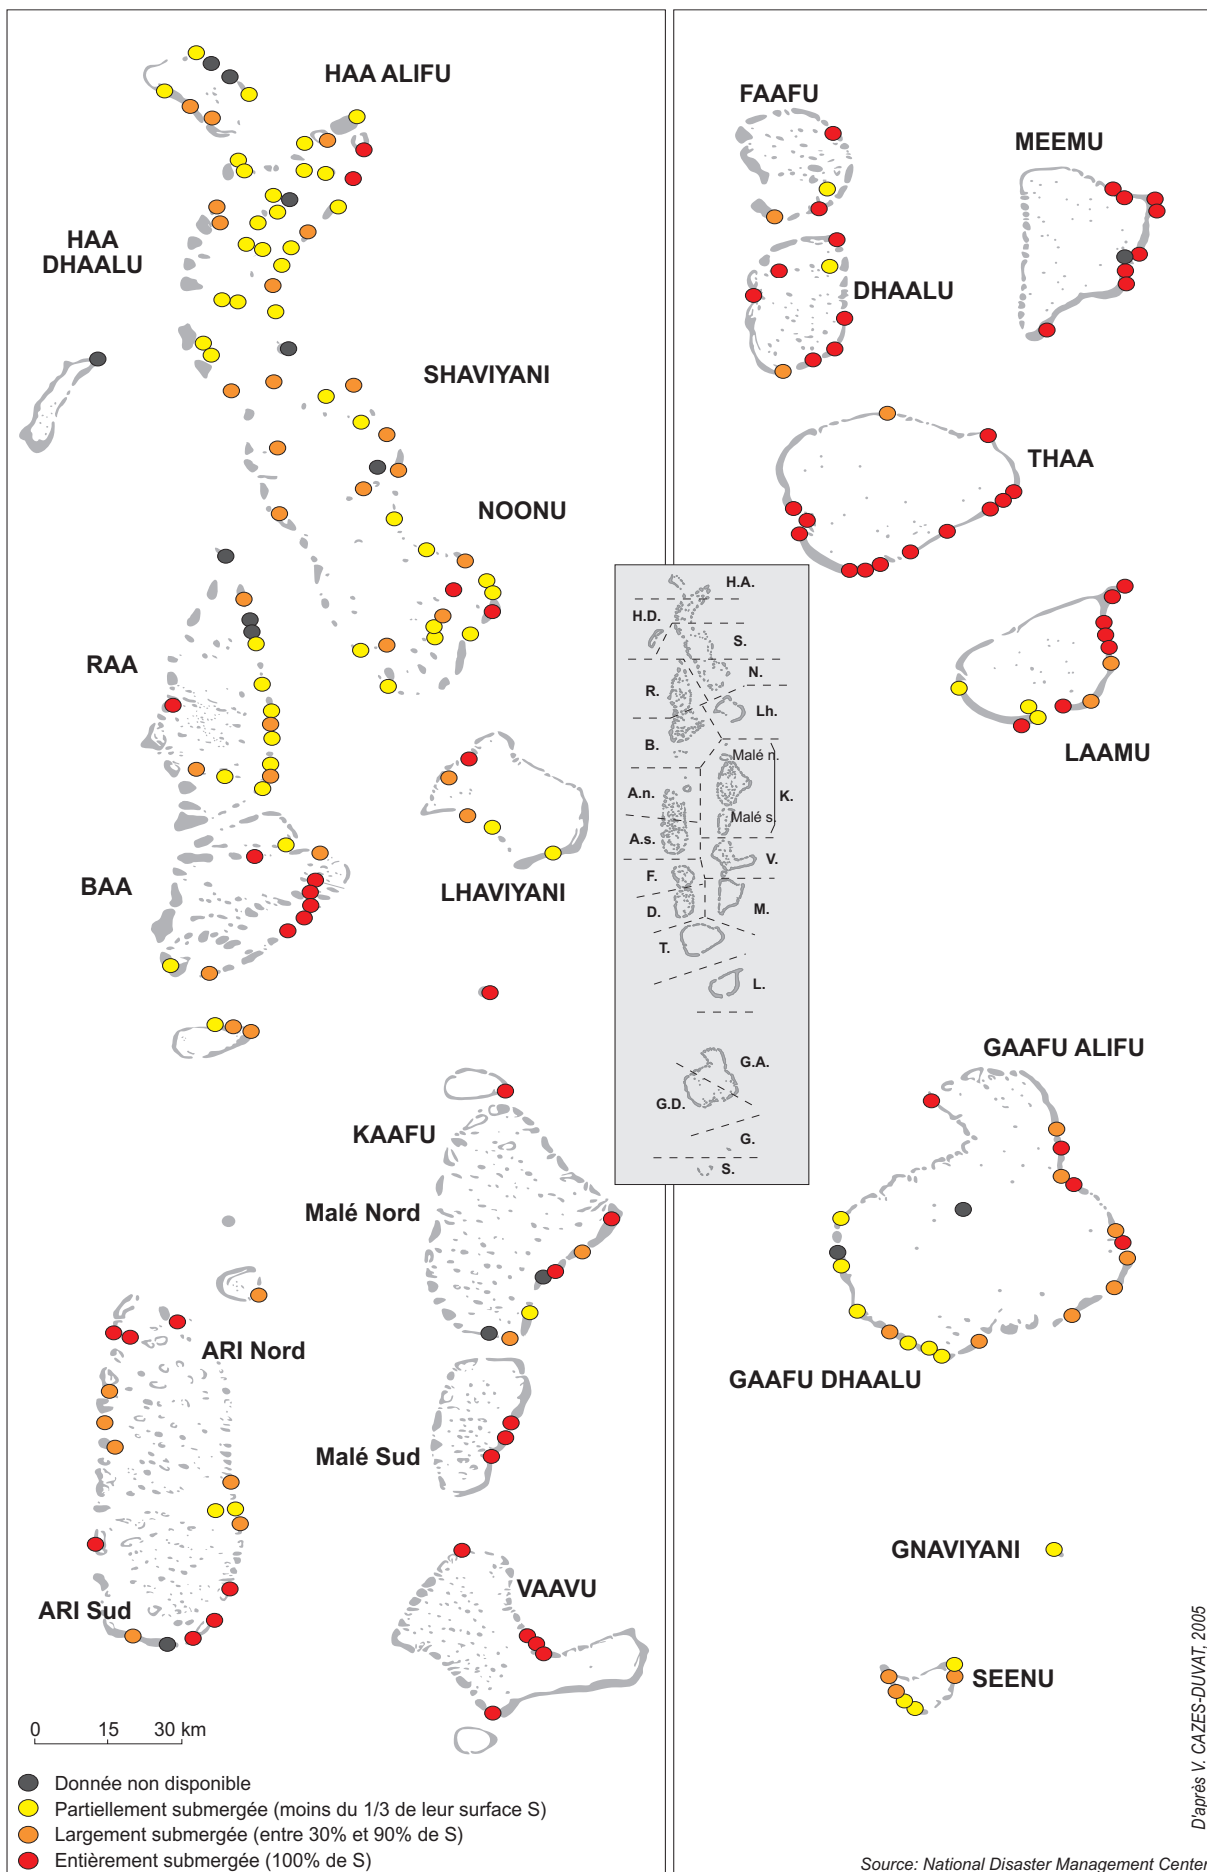 HAA ALIFU
HAA
DHAALU
SHAVIYANI
NOONU
RAA
BAA
LHAVIYANI
KAAFU
Malé Nord
ARI Nord
Malé Sud
ARI Sud
VAAVU
0 15 30 km
Donnée non disponible
Partiellement submergée (moins du 1/3 de leur surface S)
Largement submergée (entre 30% et 90% de S)
Entièrement submergée (100% de S)
H.A.
H.D.
S.
N.
R.
Lh.
B.
Malé n.
A.n.
K.
Malé s.
A.s.
V.
F.
D.
M.
T.
L.
G.A.
G.D.
G.
S.
FAAFU
MEEMU
DHAALU
THAA
LAAMU
GAAFU ALIFU
GAAFU DHAALU
GNAVIYANI
SEENU
D'après V. CAZES-DUVAT, 2005
Source: National Disaster Management Center